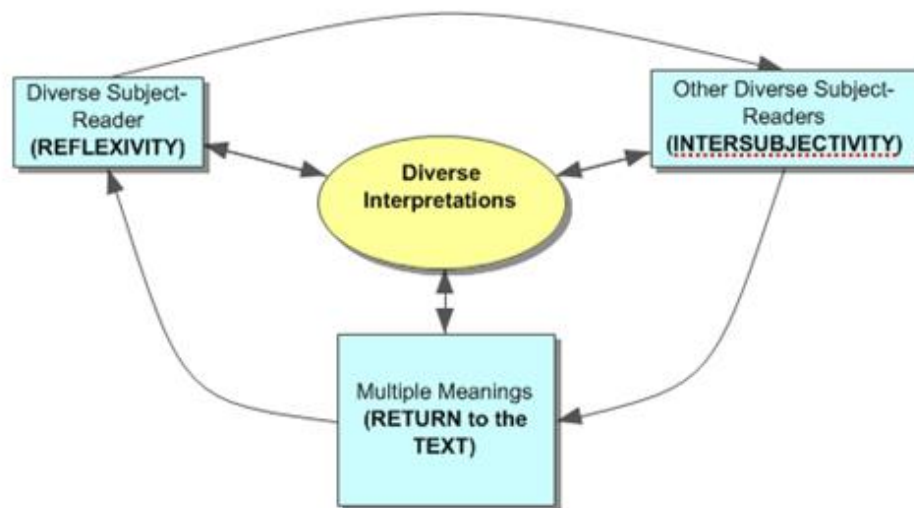 Diverse Subject-
Reader
(REFLEXIVITY)
Other Diverse Subject-
Readers
(INTERSUBJECTIVITY)
Diverse
Interpretations
Multiple Meanings
(RETURN to the
TEXT)